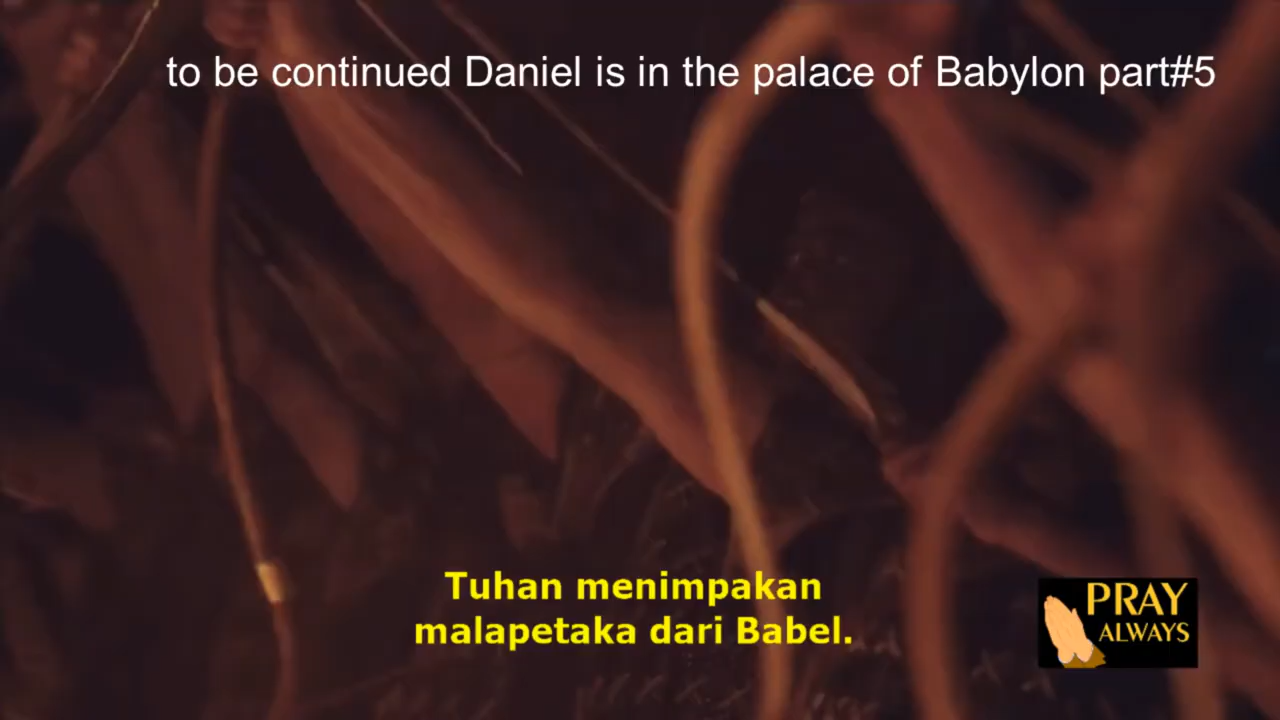 to be continued Daniel is in the palace of Babylon part#5
Tuhan menimpakan
malapetaka dari Babel.
PRAY
ALWAYS